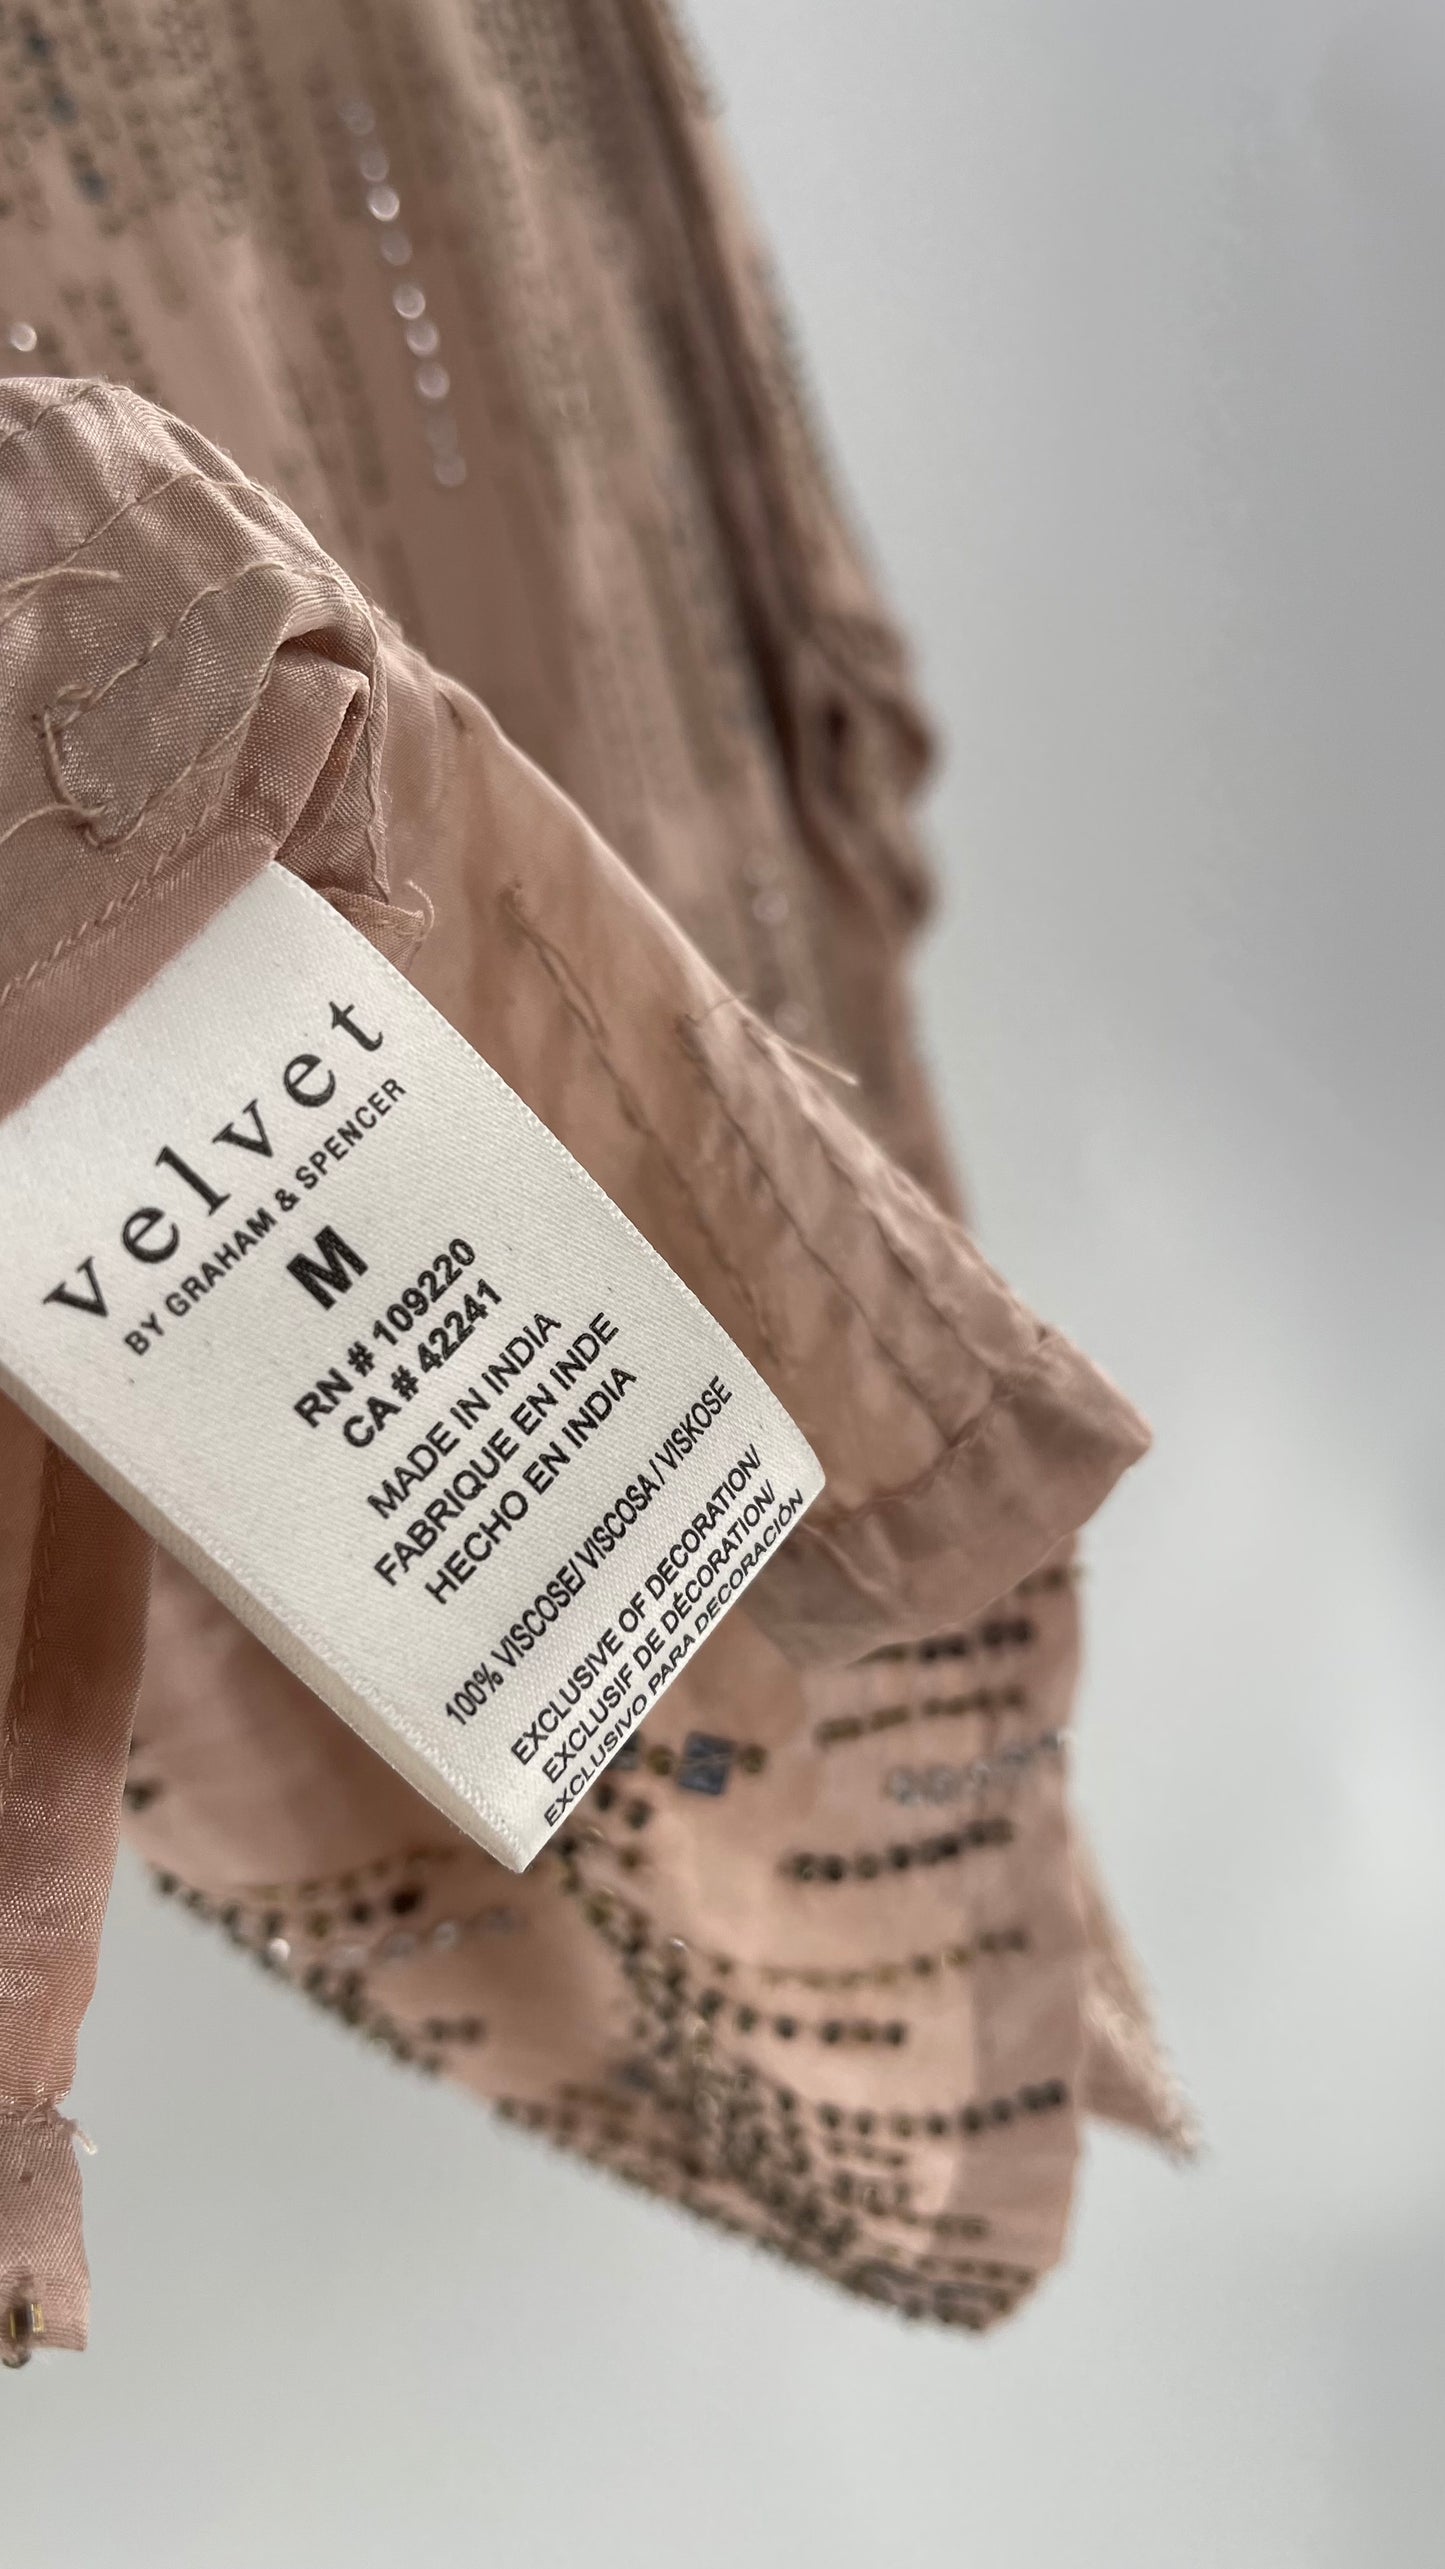 velvet
BY GRAHAM & SPENCER
M
RN # 109220
CA # 42241
MADE IN INDIA
FABRIQUE EN INDE
HECHO EN INDIA
100% VISCOSE/ VISCOSA / VISKOSE
EXCLUSIVE OF DECORATION/
EXCLUSIF DE DÉCORATION/
EXCLUSIVO PARA DECORACIÓN